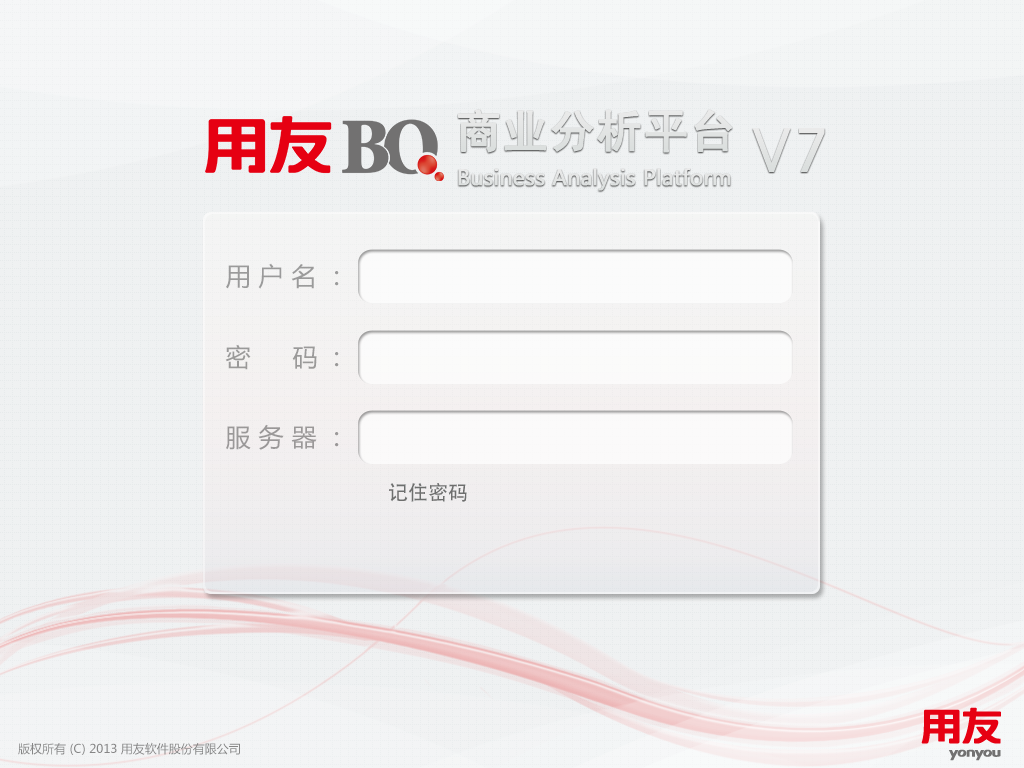 用友 BQ 商业分析平台 V7
Business Analysis Platform
用户名：
密 码：
服务器：
记住密码
用友
yonyou
版权所有 (C) 2013 用友软件股份有限公司